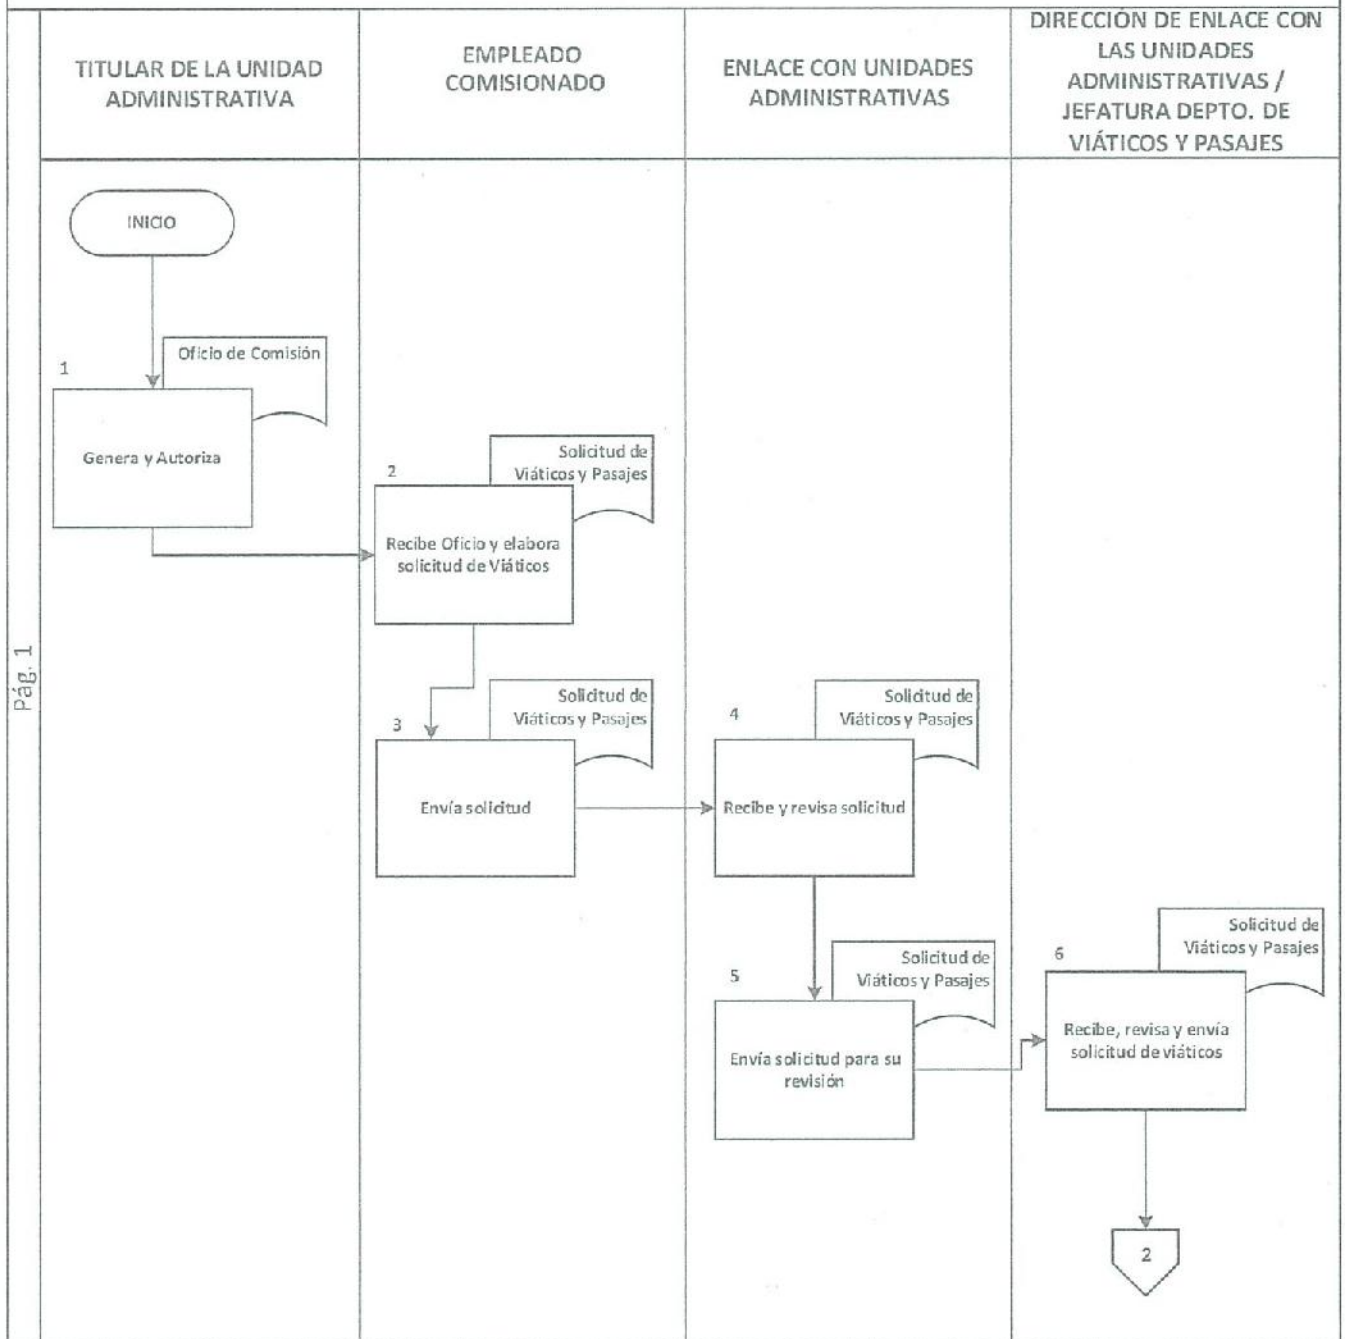 TITULAR DE LA UNIDAD
ADMINISTRATIVA
EMPLEADO
COMISIONADO
ENLACE CON UNIDADES
ADMINISTRATIVAS
DIRECCIÓN DE ENLACE CON
LAS UNIDADES
ADMINISTRATIVAS /
JEFATURA DEPTO. DE
VIÁTICOS Y PASAJES
Pág. 1
INICIO
1
Oficio de Comisión
Genera y Autoriza
2
Solicitud de
Viáticos y Pasajes
Recibe Oficio y elabora
solicitud de Viáticos
3
Solicitud de
Viáticos y Pasajes
Envía solicitud
4
Solicitud de
Viáticos y Pasajes
Recibe y revisa solicitud
5
Solicitud de
Viáticos y Pasajes
Envía solicitud para su
revisión
6
Solicitud de
Viáticos y Pasajes
Recibe, revisa y envía
solicitud de viáticos
2